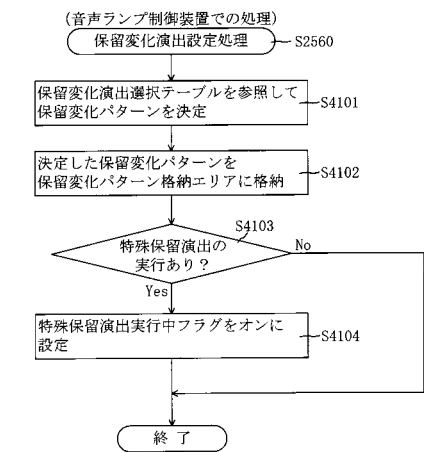 (音声ランプ制御装置での処理)
保留変化演出設定処理
S2560
保留変化演出選択テーブルを参照して
保留変化パターンを決定
S4101
決定した保留変化パターンを
保留変化パターン格納エリアに格納
S4102
S4103
特殊保留演出の
実行あり?
No
Yes
特殊保留演出実行中フラグをオンに
設定
S4104
終了